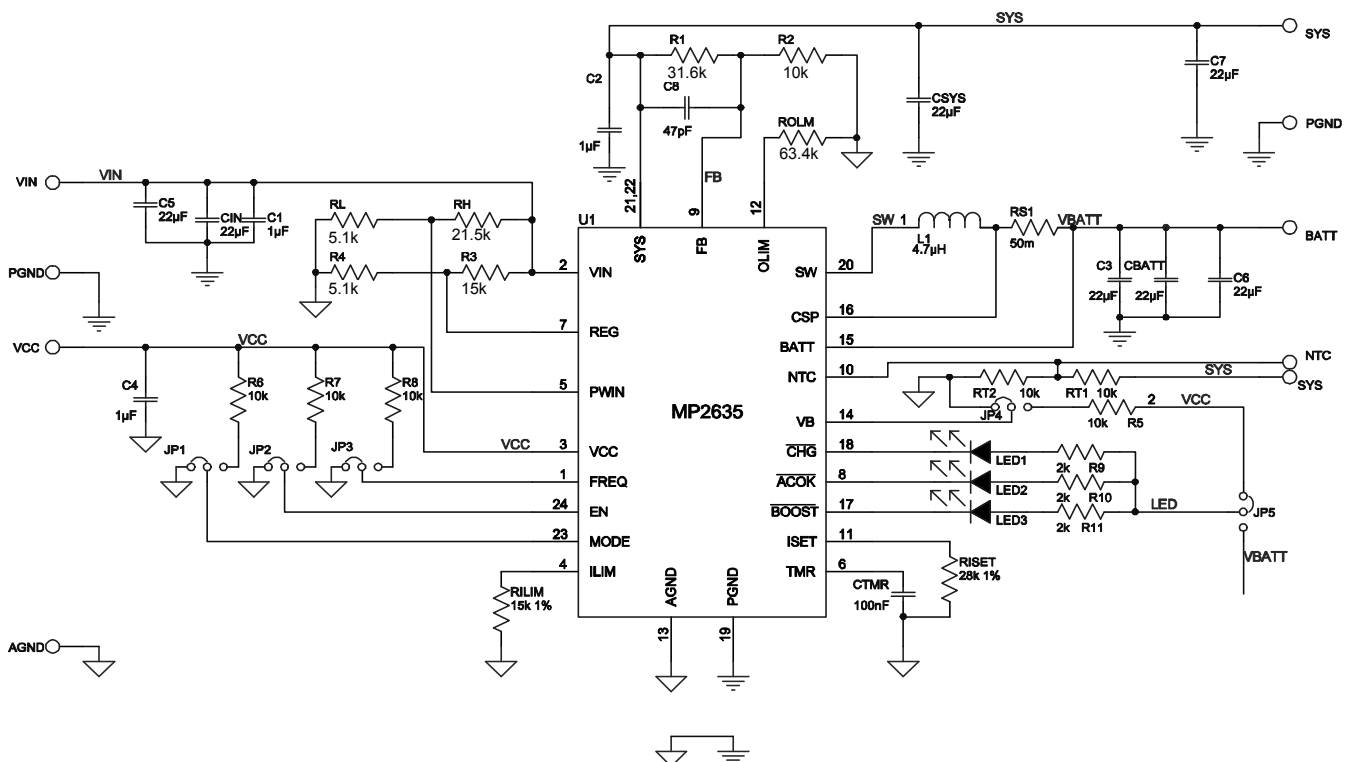 SYS
SYS
R1
31.6k
R2
10k
C2
1µF
C8
47pF
ROLM
63.4k
CSYS
22µF
C7
22µF
PGND
VIN
VIN
C5
22µF
CIN
22µF
C1
1µF
RL
5.1k
RH
21.5k
R4
5.1k
R3
15k
PGND
21,22
9
FB
12
U1
SYS
FB
OLIM
SW 1
L1
4.7µH
RS1
50m
VBATT
BATT
C3
22µF
CBATT
22µF
C6
22µF
2
VIN
7
REG
5
PWIN
3
VCC
1
FREQ
24
EN
23
MODE
4
ILIM
SW
20
CSP
16
BATT
15
NTC
10
VB
14
CHG
18
ACOK
8
BOOST
17
ISET
11
TMR
6
MP2635
AGND
PGND
13
19
VCC
VCC
VCC
C4
1µF
R6
10k
R7
10k
R8
10k
JP1
JP2
JP3
RILIM
15k 1%
AGND
NTC
SYS
SYS
RT2
10k
RT1
10k
JP4
10k
R5
2
VCC
LED1
LED2
LED3
2k
R9
2k
R10
2k
R11
LED
JP5
VBATT
RISET
28k 1%
CTMR
100nF